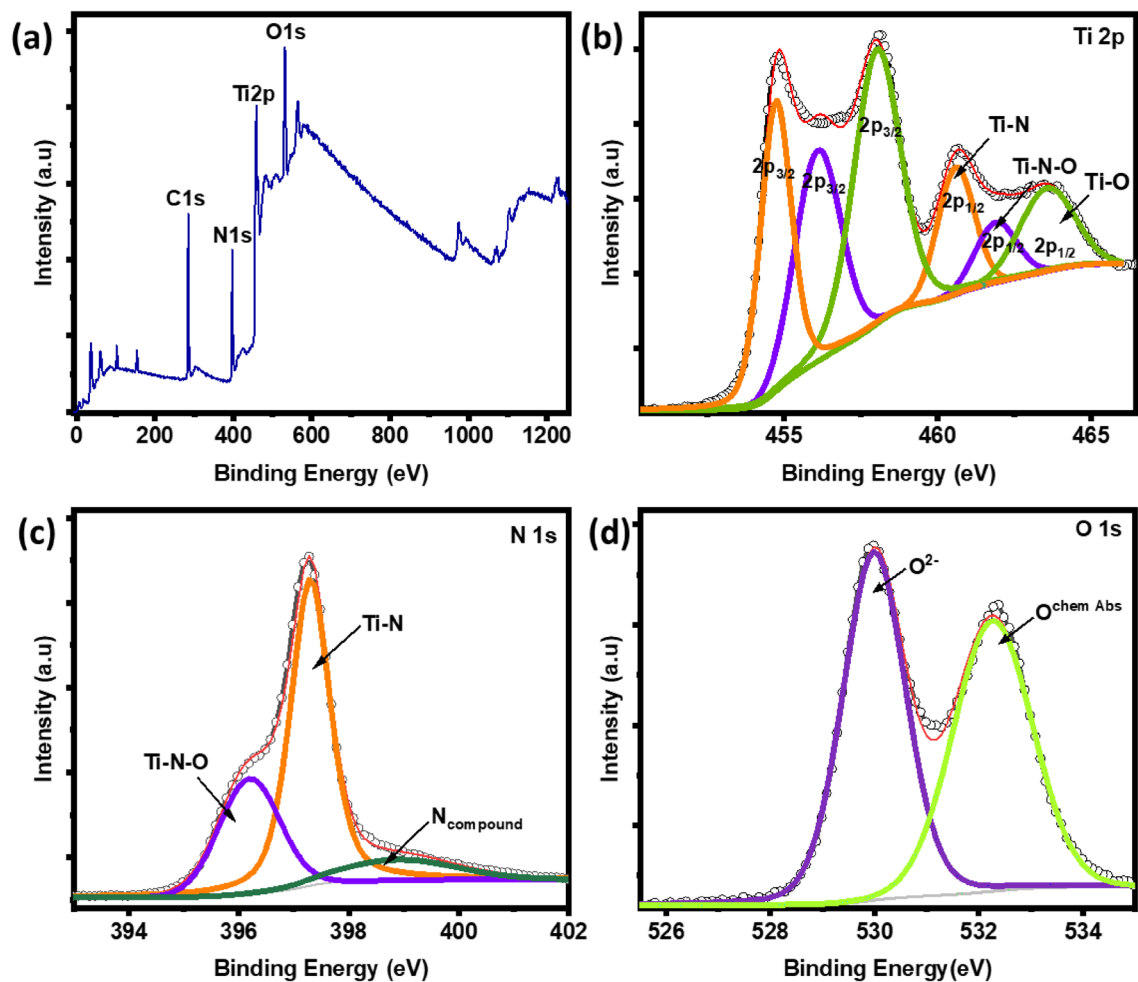 (a)
O1s
Ti2p
C1s
N1s
Intensity (a.u)
0 200 400 600 800 1000 1200
Binding Energy (eV)
(b)
Ti 2p
2p3/2
2p3/2
2p3/2
Ti-N
2p1/2
Ti-N-O
2p1/2
Ti-O
2p1/2
Intensity (a.u)
455 460 465
Binding Energy (eV)
(c)
N 1s
Ti-N
Ti-N-O
Ncompound
Intensity (a.u)
394 396 398 400 402
Binding Energy (eV)
(d)
O 1s
O2-
Ochem Abs
Intensity (a.u)
526 528 530 532 534
Binding Energy(eV)